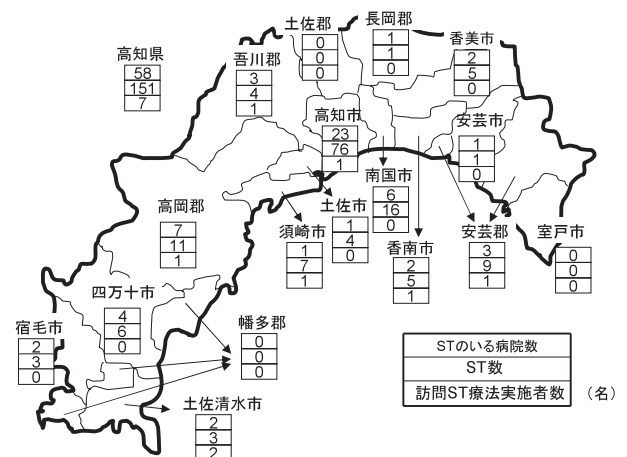 土佐郡
0
0
0
長岡郡
1
1
0
香美市
2
5
0
高知県
58
151
7
吾川郡
3
4
1
高知市
23
76
1
安芸市
1
1
0
南国市
6
16
0
高岡郡
7
11
1
土佐市
1
4
0
須崎市
1
7
1
香南市
2
5
1
安芸郡
3
9
1
室戸市
0
0
0
四万十市
4
6
0
宿毛市
2
3
0
幡多郡
0
0
0
土佐清水市
2
3
2
STのいる病院数
ST数
訪問ST療法実施者数 (名)